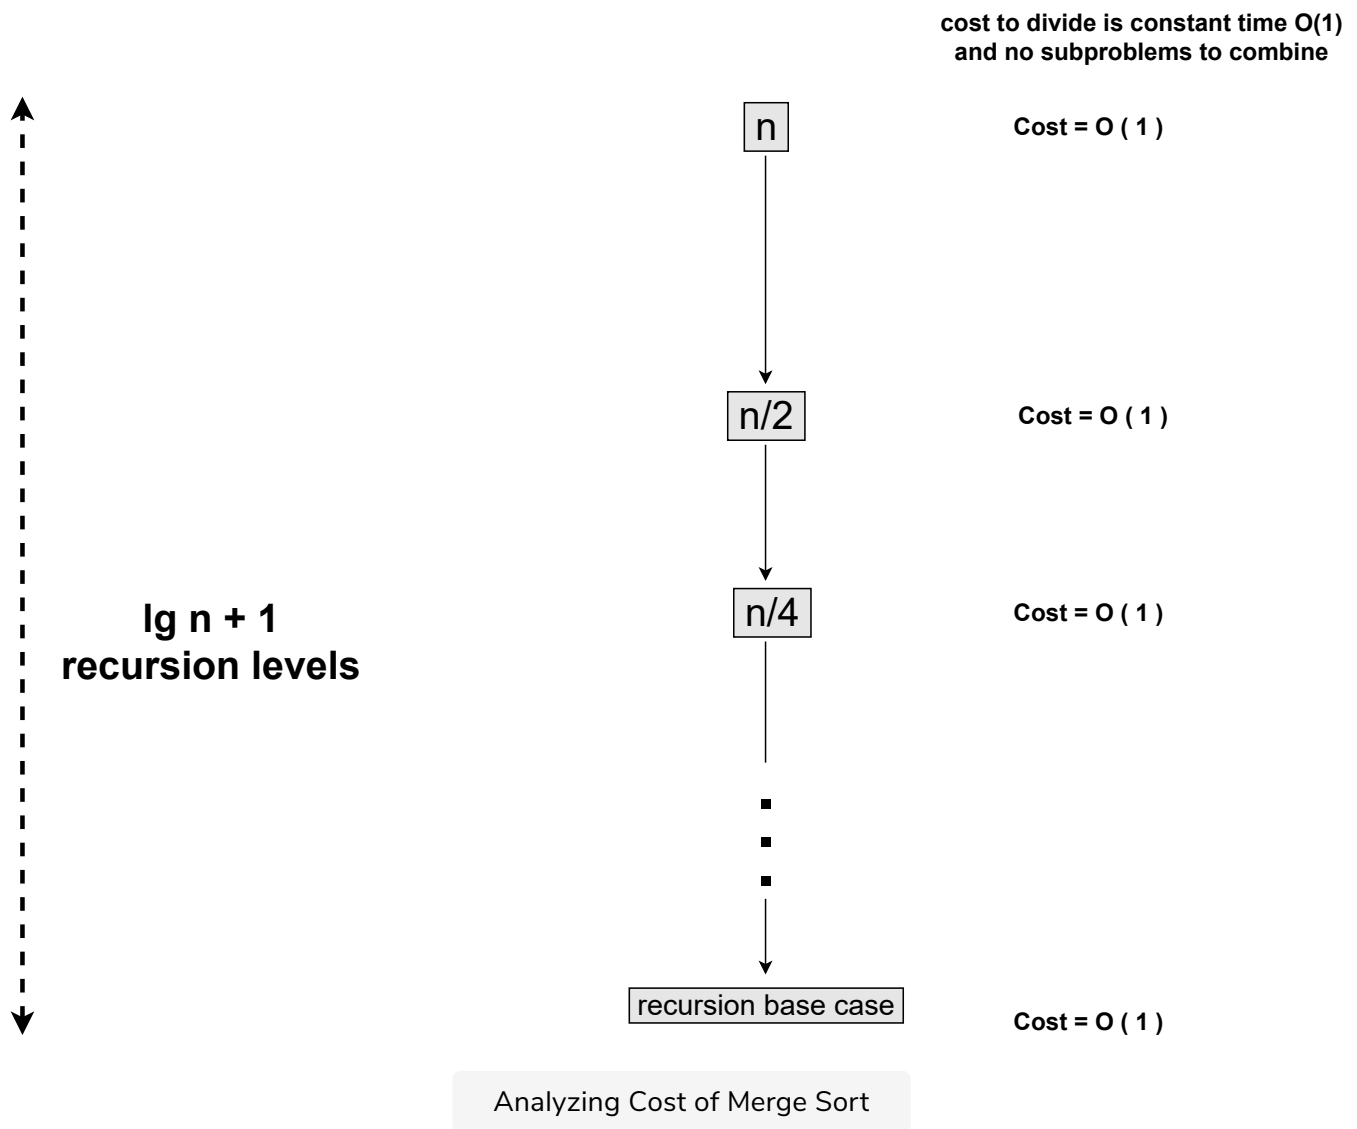 cost to divide is constant time O(1)
and no subproblems to combine
n
Cost = O ( 1 )
n/2
Cost = O ( 1 )
lg n + 1
recursion levels
n/4
Cost = O ( 1 )
recursion base case
Cost = O ( 1 )
Analyzing Cost of Merge Sort